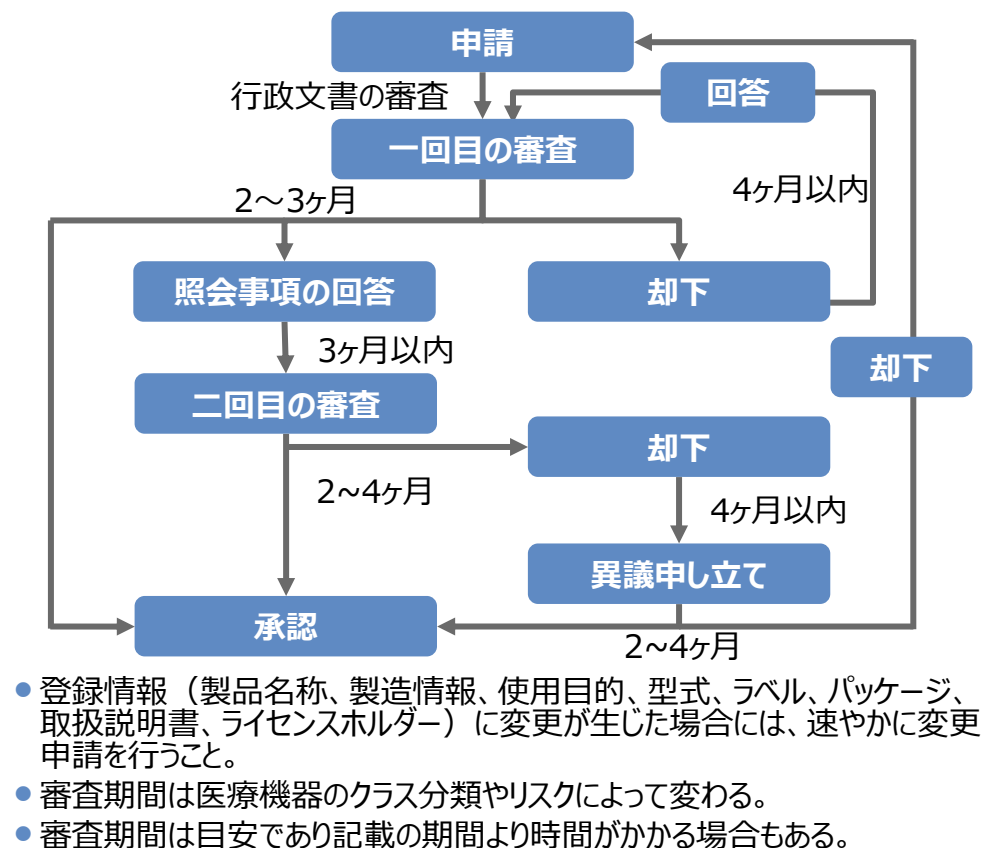 申請
行政文書の審査
回答
一回目の審査
4ヶ月以内
2～3ヶ月
照会事項の回答
却下
3ヶ月以内
却下
二回目の審査
却下
2~4ヶ月
4ヶ月以内
異議申し立て
承認
2~4ヶ月
● 登録情報（製品名称、製造情報、使用目的、型式、ラベル、パッケージ、
取扱説明書、ライセンスホルダー）に変更が生じた場合には、速やかに変更
申請を行うこと。
● 審査期間は医療機器のクラス分類やリスクによって変わる。
● 審査期間は目安であり記載の期間より時間がかかる場合もある。